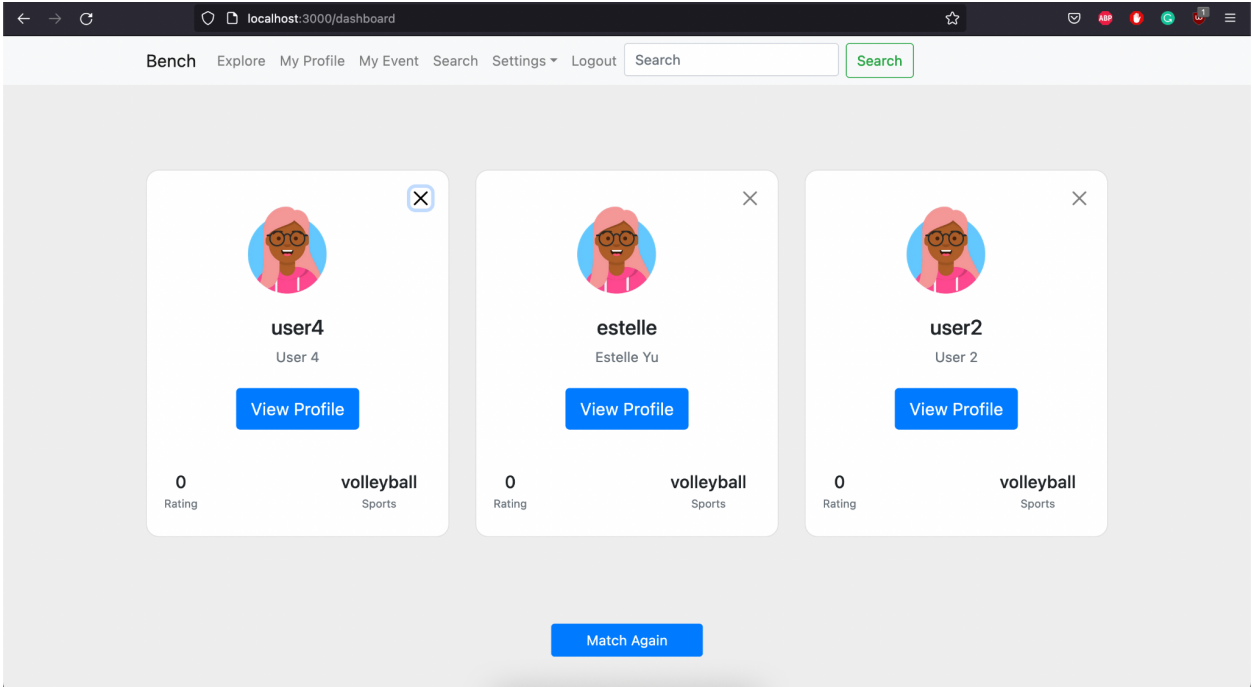 localhost:3000/dashboard
ABP
1
Bench Explore My Profile My Event Search Settings Logout Search Search
user4
User 4
View Profile
0 volleyball
Rating Sports
estelle
Estelle Yu
View Profile
0 volleyball
Rating Sports
user2
User 2
View Profile
0 volleyball
Rating Sports
Match Again